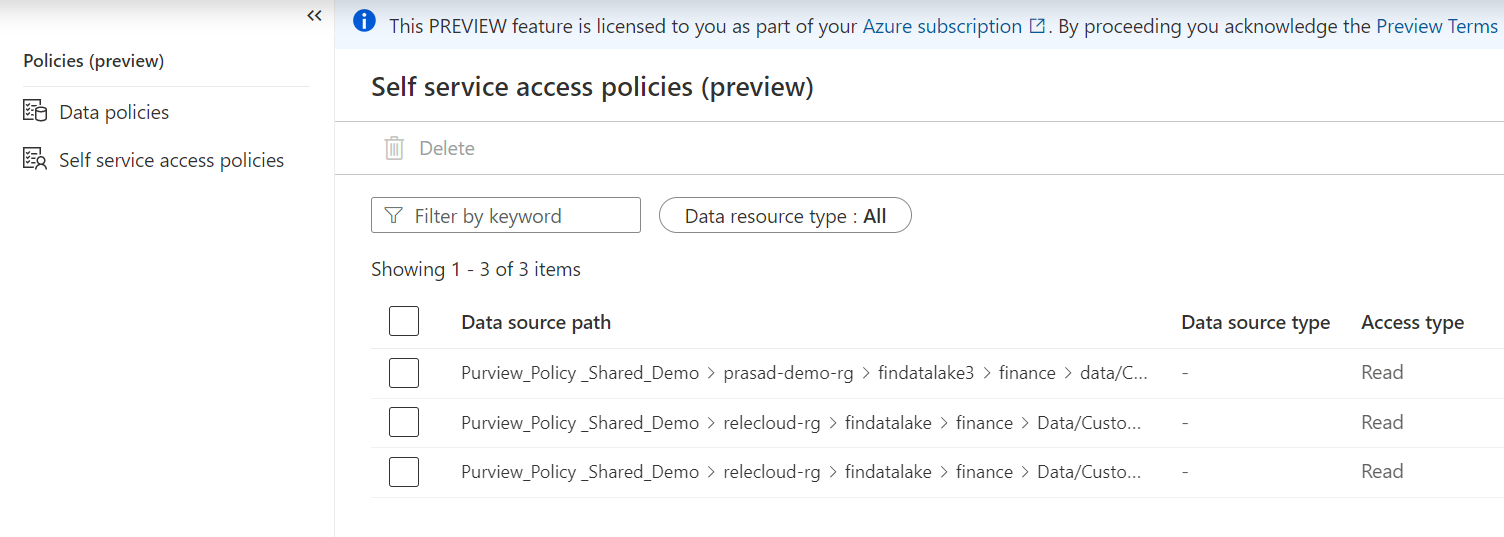 This PREVIEW feature is licensed to you as part of your Azure subscription. By proceeding you acknowledge the Preview Terms
Policies (preview)
Data policies
Self service access policies
Self service access policies (preview)
Delete
Filter by keyword
Data resource type : All
Showing 1 - 3 of 3 items
Data source path Data source type Access type
Purview_Policy _Shared_Demo > prasad-demo-rg > findatalake3 > finance > data/C... - Read
Purview_Policy _Shared_Demo > relecloud-rg > findatalake > finance > Data/Custo... - Read
Purview_Policy _Shared_Demo > relecloud-rg > findatalake > finance > Data/Custo... - Read